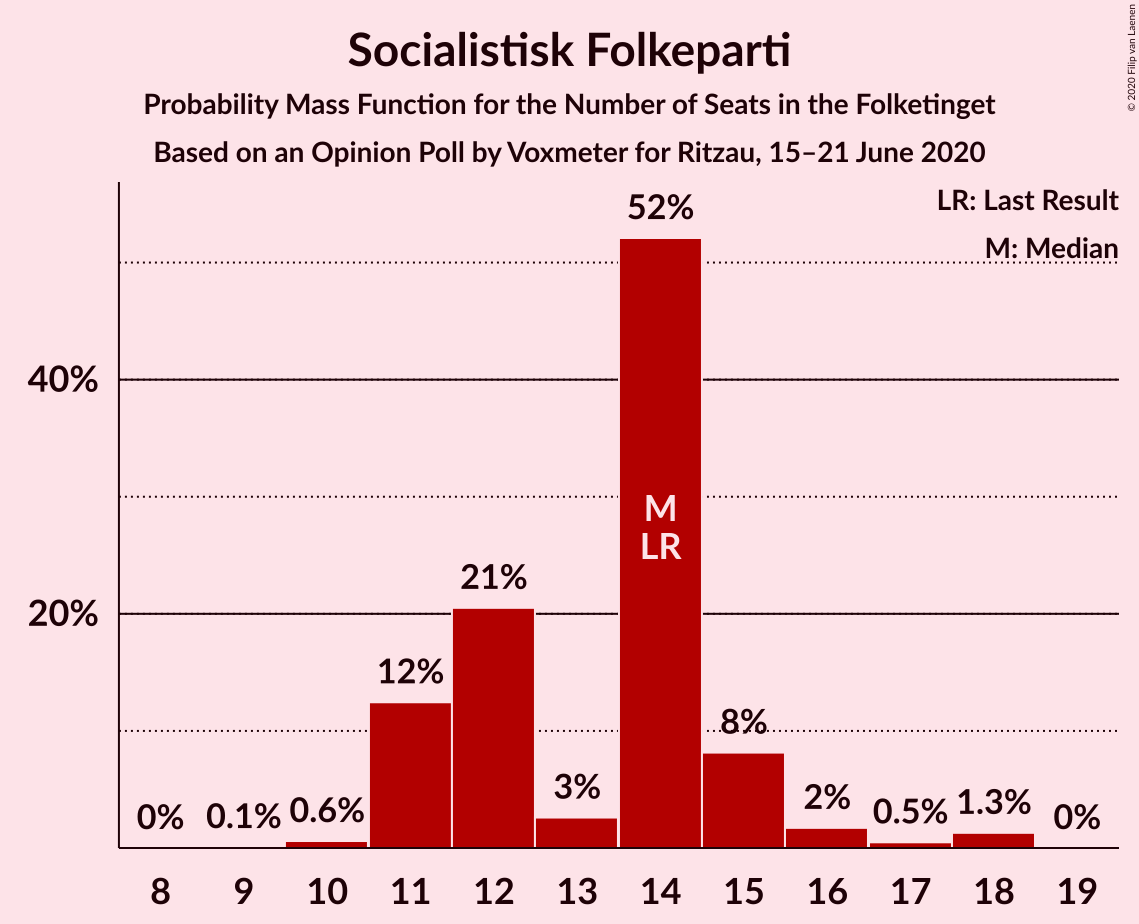 Socialistisk Folkeparti
Probability Mass Function for the Number of Seats in the Folketinget
Based on an Opinion Poll by Voxmeter for Ritzau, 15–21 June 2020
© 2020 Filip van Laenen
LR: Last Result
M: Median
52%
40%
M
LR
21%
20%
12%
8%
3%
2%
1.3%
0.6%
0.5%
0.1%
0%
0%
8 9 10 11 12 13 14 15 16 17 18 19